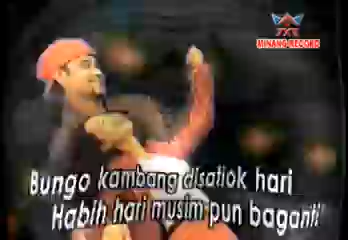 MINANG RECORD
Bungo kambang disatiok hari
Habih hari musim pun baganti